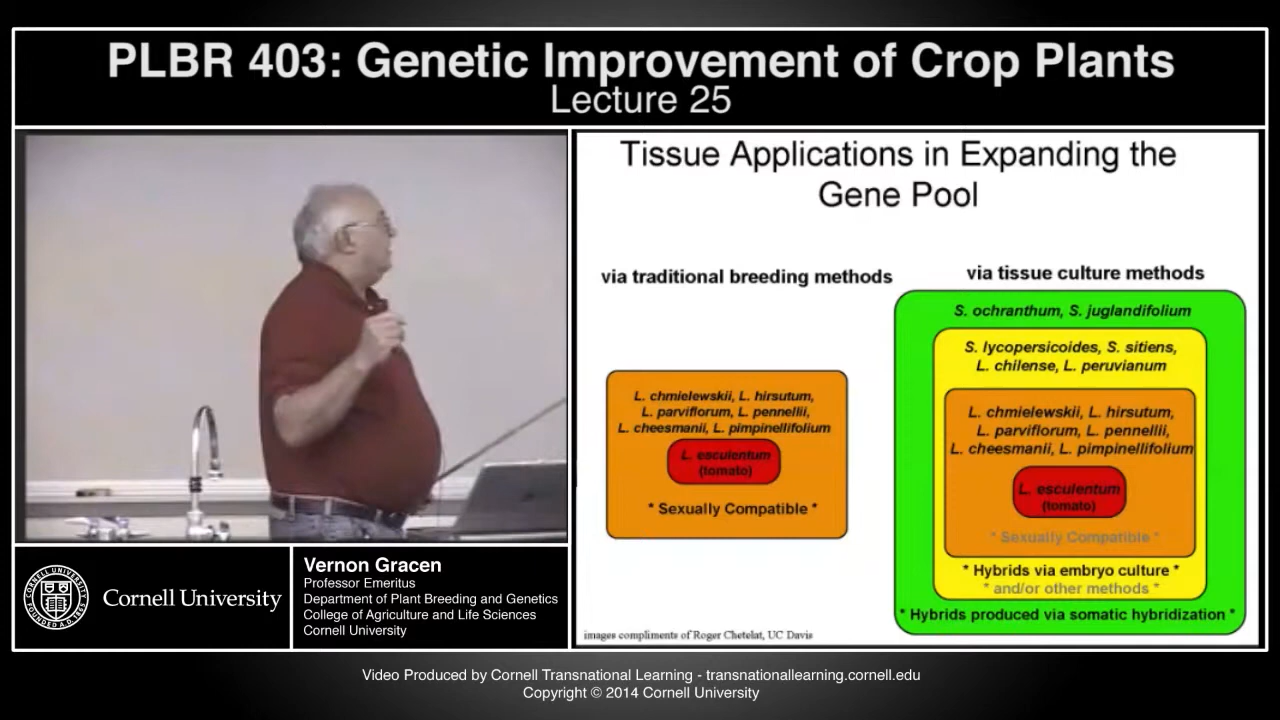 PLBR 403: Genetic Improvement of Crop Plants
Lecture 25
Tissue Applications in Expanding the
Gene Pool
via traditional breeding methods
L. chmielewskii, L. hirsutum,
L. parviflorum, L. pennellii,
L. cheesmanii, L. pimpinellifolium
L. esculentum
(tomato)
* Sexually Compatible *
via tissue culture methods
S. ochranthum, S. juglandifolium
S. lycopersicoides, S. sitiens,
L. chilense, L. peruvianum
L. chmielewskii, L. hirsutum,
L. parviflorum, L. pennellii,
L. cheesmanii, L. pimpinellifolium
L. esculentum
(tomato)
* Sexually Compatible *
* Hybrids via embryo culture *
* and/or other methods *
* Hybrids produced via somatic hybridization *
images compliments of Roger Chetelat, UC Davis
Cornell University
Vernon Gracen
Professor Emeritus
Department of Plant Breeding and Genetics
College of Agriculture and Life Sciences
Cornell University
Video Produced by Cornell Transnational Learning - transnationallearning.cornell.edu
Copyright © 2014 Cornell University